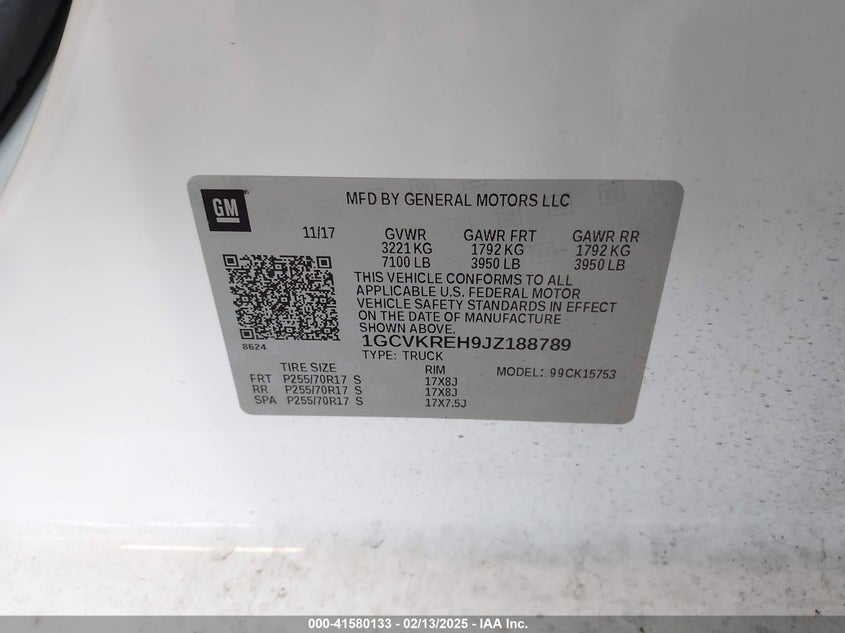 GM
MFD BY GENERAL MOTORS LLC
11/17 GVWR GAWR FRT GAWR RR
3221 KG 1792 KG 1792 KG
7100 LB 3950 LB 3950 LB
THIS VEHICLE CONFORMS TO ALL
APPLICABLE U.S. FEDERAL MOTOR
VEHICLE SAFETY STANDARDS IN EFFECT
ON THE DATE OF MANUFACTURE
SHOWN ABOVE.
8624
1GCVKREH9JZ188789
TYPE: TRUCK
TIRE SIZE RIM MODEL: 99CK15753
FRT P255/70R17 S 17X8J
RR P255/70R17 S 17X8J
SPA P255/70R17 S 17X7.5J
000-41580133 - 02/13/2025 - IAA Inc.